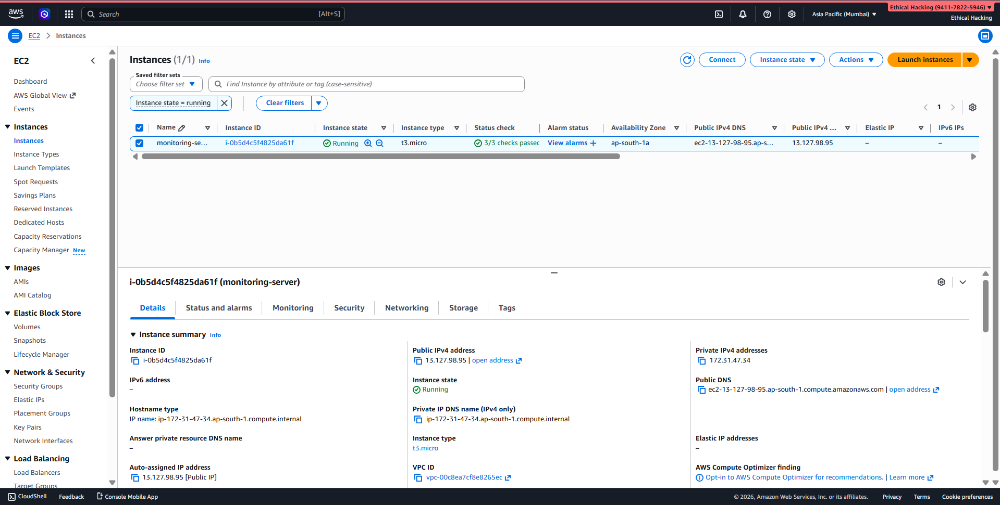 aws
Search [Alt+S]
Asia Pacific (Mumbai)
Ethical Hacking (9411-7822-5946)
Ethical Hacking
EC2 Instances
EC2
Dashboard
AWS Global View
Events
Instances
Instances
Instance Types
Launch Templates
Spot Requests
Savings Plans
Reserved Instances
Dedicated Hosts
Capacity Reservations
Capacity Manager New
Images
AMIs
AMI Catalog
Elastic Block Store
Volumes
Snapshots
Lifecycle Manager
Network & Security
Security Groups
Elastic IPs
Placement Groups
Key Pairs
Network Interfaces
Load Balancing
Load Balancers
Target Groups
Instances (1/1) Info
Connect Instance state Actions Launch instances
Saved filter sets
Choose filter set Find Instance by attribute or tag (case-sensitive)
Instance state = running Clear filters
1
Name Instance ID Instance state Instance type Status check Alarm status Availability Zone Public IPv4 DNS Public IPv4 ... Elastic IP IPv6 IPs
monitoring-se... i-0b5d4c5f4825da61f Running t3.micro 3/3 checks passec View alarms + ap-south-1a ec2-13-127-98-95.ap-s... 13.127.98.95 – –
i-0b5d4c5f4825da61f (monitoring-server)
Details Status and alarms Monitoring Security Networking Storage Tags
Instance summary Info
Instance ID
i-0b5d4c5f4825da61f
Public IPv4 address
13.127.98.95 | open address
Private IPv4 addresses
172.31.47.34
IPv6 address
–
Instance state
Running
Public DNS
ec2-13-127-98-95.ap-south-1.compute.amazonaws.com | open address
Hostname type
IP name: ip-172-31-47-34.ap-south-1.compute.internal
Private IP DNS name (IPv4 only)
ip-172-31-47-34.ap-south-1.compute.internal
Answer private resource DNS name
–
Instance type
t3.micro
Elastic IP addresses
–
Auto-assigned IP address
13.127.98.95 [Public IP]
VPC ID
vpc-00c8ea7cf8e8265ec
AWS Compute Optimizer finding
Opt-in to AWS Compute Optimizer for recommendations. | Learn more
CloudShell Feedback Console Mobile App © 2026, Amazon Web Services, Inc. or its affiliates. Privacy Terms Cookie preferences